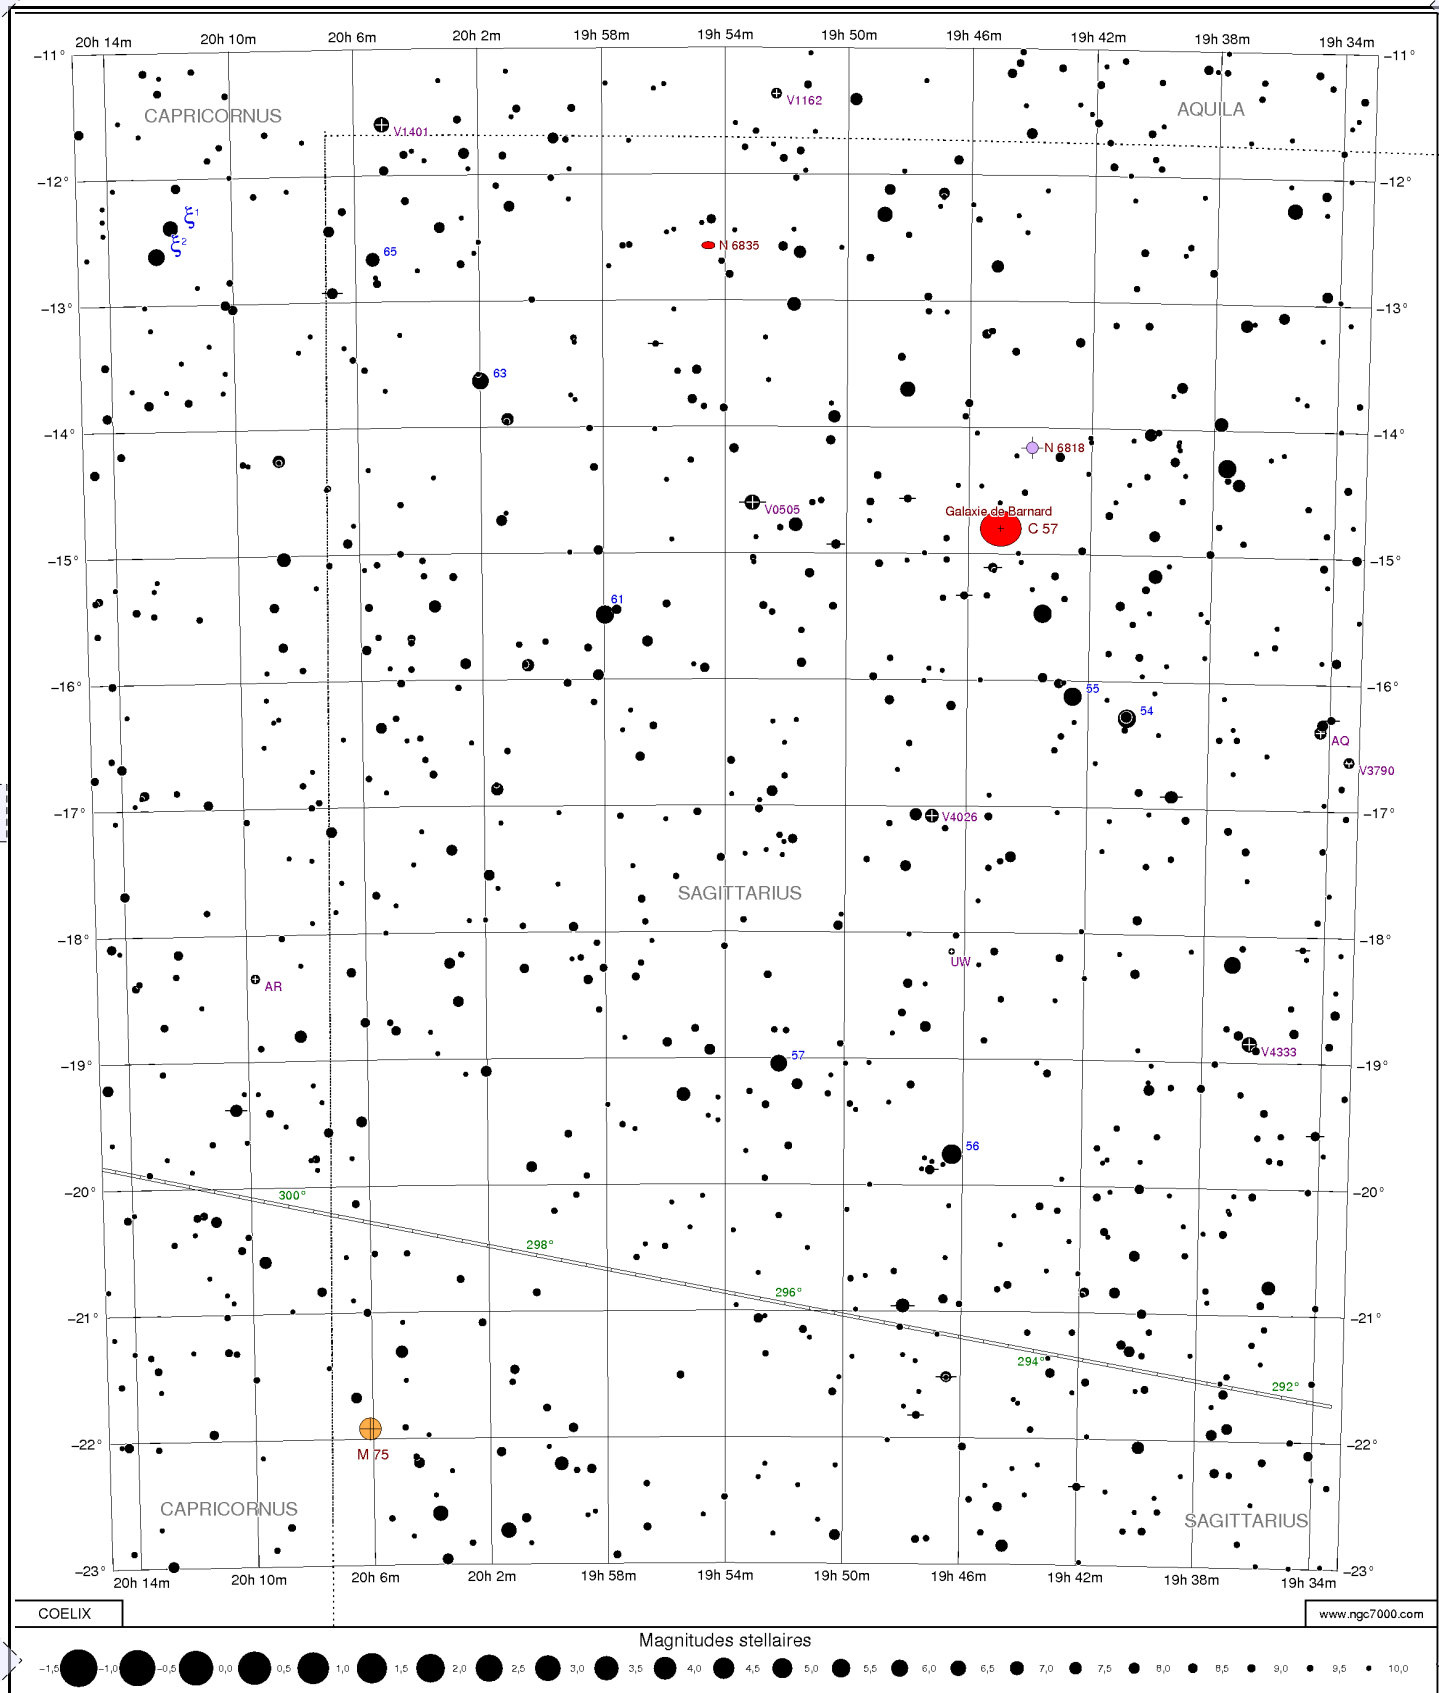 20h 14m 20h 10m 20h 6m 20h 2m 19h 58m 19h 54m 19h 50m 19h 46m 19h 42m 19h 38m 19h 34m
-11° -11°
V1162
CAPRICORNUS AQUILA
V1401
-12° -12°
ξ1
ξ2
65 N 6835
-13° -13°
63
-14° -14°
N 6818
V0505 Galaxie de Barnard
C 57
-15° -15°
61
-16° 55 -16°
54
AQ
V3790
-17° V4026 -17°
SAGITTARIUS
-18° -18°
UW
AR
V4333
57
-19° -19°
56
-20° 300° -20°
298°
296°
-21° -21°
294°
292°
-22° -22°
M 75
CAPRICORNUS SAGITTARIUS
-23° -23°
20h 14m 20h 10m 20h 6m 20h 2m 19h 58m 19h 54m 19h 50m 19h 46m 19h 42m 19h 38m 19h 34m
COELIX www.ngc7000.com
Magnitudes stellaires
-1,5 -1,0 -0,5 0,0 0,5 1,0 1,5 2,0 2,5 3,0 3,5 4,0 4,5 5,0 5,5 6,0 6,5 7,0 7,5 8,0 8,5 9,0 9,5 10,0